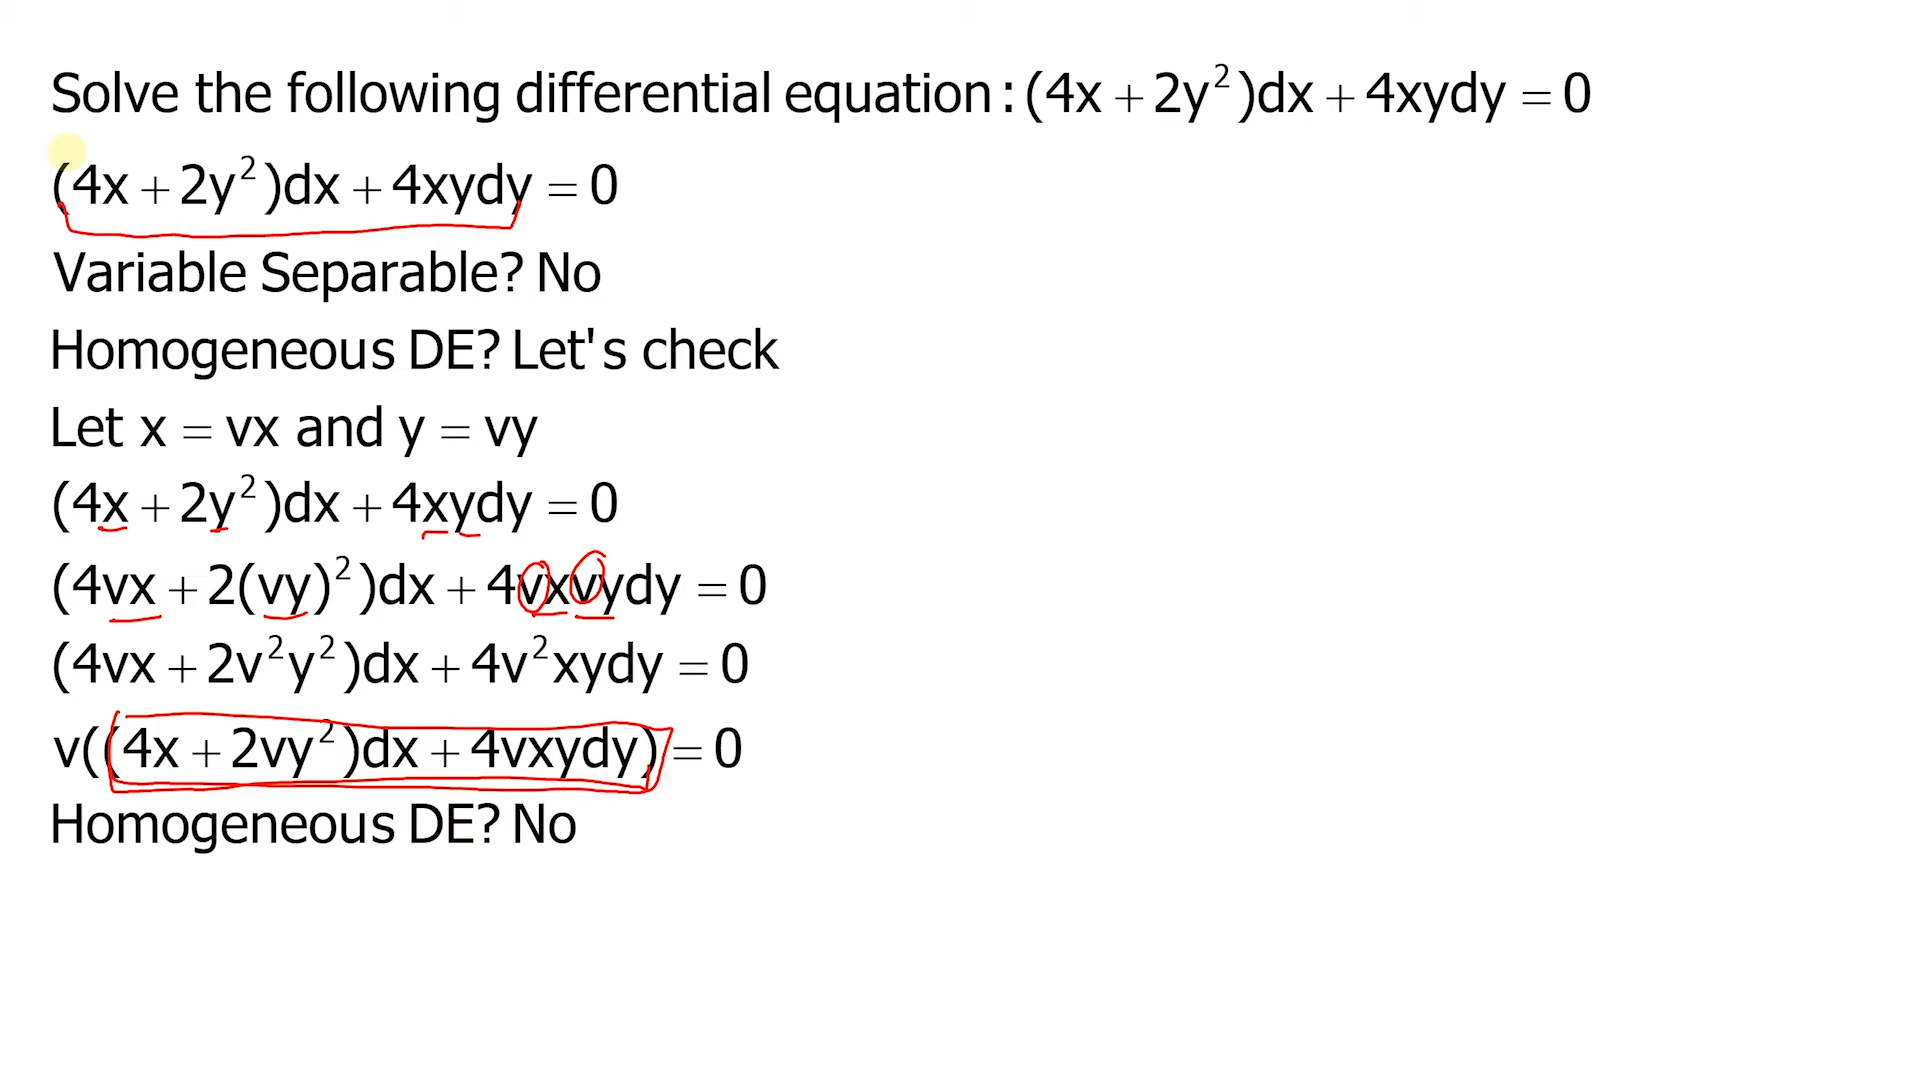 Solve the following differential equation : (4x + 2y²)dx + 4xydy = 0
(4x + 2y²)dx + 4xydy = 0
Variable Separable? No
Homogeneous DE? Let's check
Let x = vx and y = vy
(4x + 2y²)dx + 4xydy = 0
(4vx + 2(vy)²)dx + 4vxvydy = 0
(4vx + 2v²y²)dx + 4v²xydy = 0
v((4x + 2vy²)dx + 4vxydy) = 0
Homogeneous DE? No